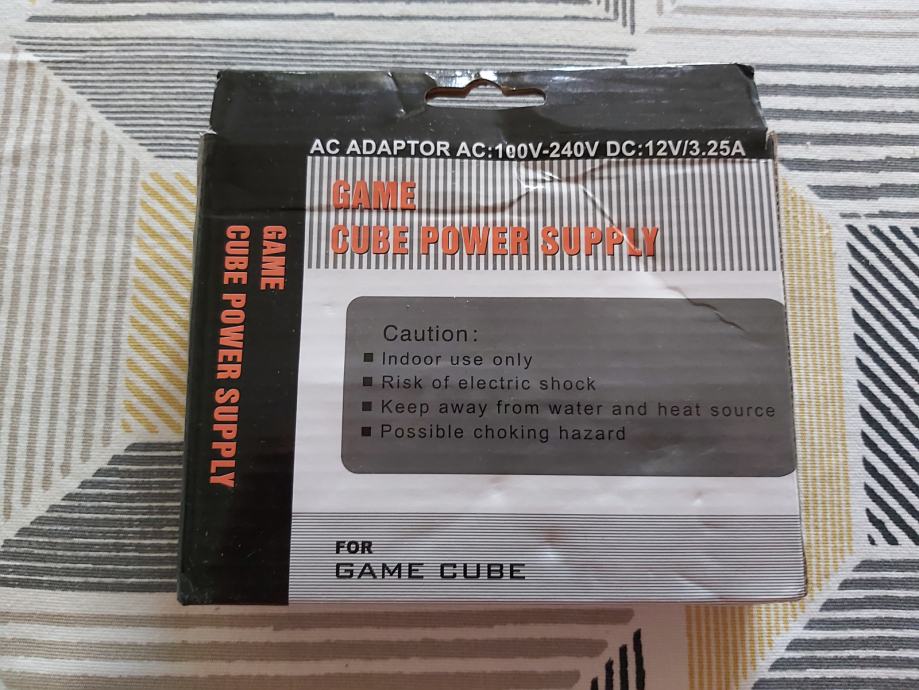 AC ADAPTOR AC:100V-240V DC:12V/3.25A
GAME
CUBE POWER SUPPLY
GAME
CUBE POWER SUPPLY
Caution:
■ Indoor use only
■ Risk of electric shock
■ Keep away from water and heat source
■ Possible choking hazard
FOR
GAME CUBE